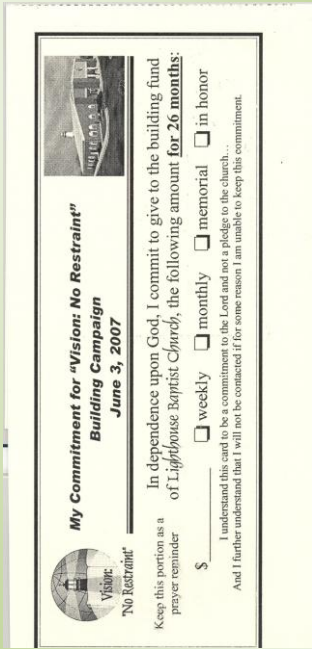 My Commitment for "Vision: No Restraint"
Building Campaign
June 3, 2007
Vision:
"No Restraint"
Keep this portion as a
prayer reminder
In dependence upon God, I commit to give to the building fund
of Lighthouse Baptist Church, the following amount for 26 months:
$ weekly monthly memorial in honor
I understand this card to be a commitment to the Lord and not a pledge to the church...
And I further understand that I will not be contacted if for some reason I am unable to keep this commitment.